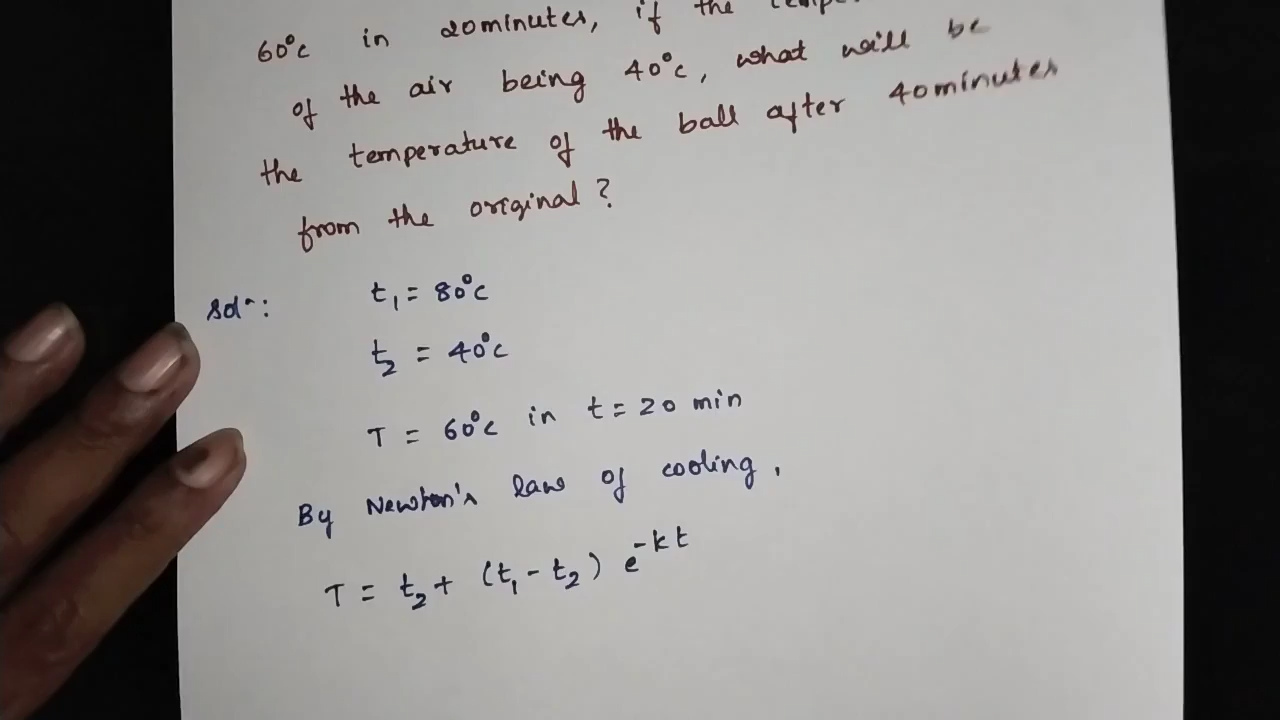 60°c in 20minutes, if the
of the air being 40°c, what will be
the temperature of the ball after 40minutes
from the original?
Soln: t₁ = 80°c
t₂ = 40°c
T = 60°c in t = 20 min
By Newton's law of cooling,
T = t₂ + (t₁ - t₂) e^-kt